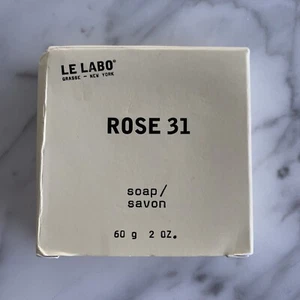 LE LABO®
GRASSE — NEW YORK
ROSE 31
soap/
savon
60 g 2 OZ.